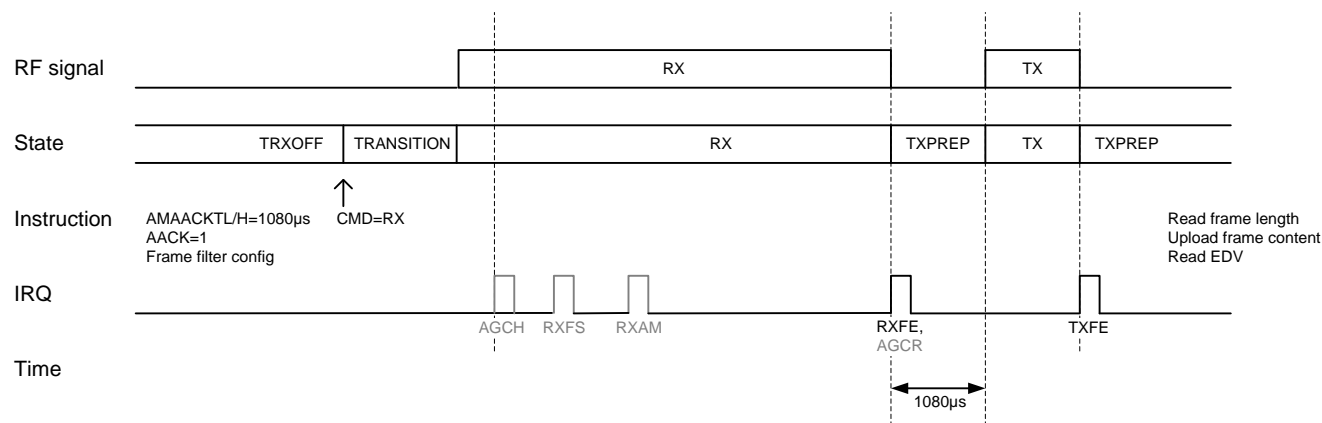 RF signal
RX
TX
State
TRXOFF
TRANSITION
RX
TXPREP
TX
TXPREP
Instruction
AMAACKTL/H=1080µs
AACK=1
Frame filter config
CMD=RX
Read frame length
Upload frame content
Read EDV
IRQ
AGCH
RXFS
RXAM
RXFE,
AGCR
TXFE
Time
1080µs